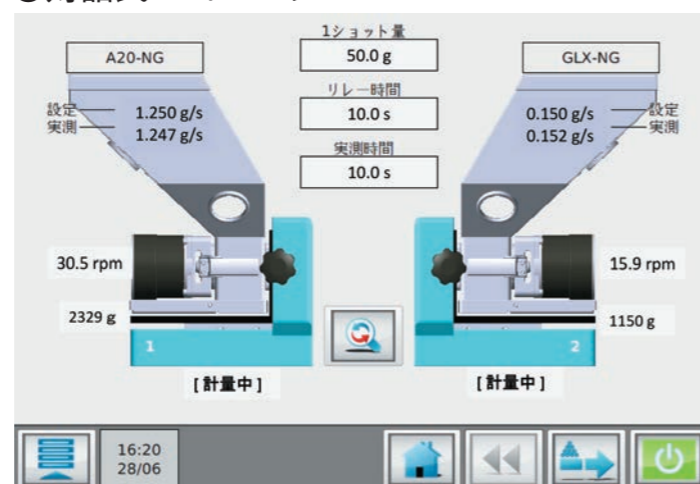 1ショット量
A20-NG
50.0 g
GLX-NG
リレー時間
設定
1.250 g/s
10.0 s
0.150 g/s
設定
実測
1.247 g/s
0.152 g/s
実測
実測時間
10.0 s
30.5 rpm
15.9 rpm
2329 g
1150 g
1
2
[計量中]
[計量中]
16:20
28/06